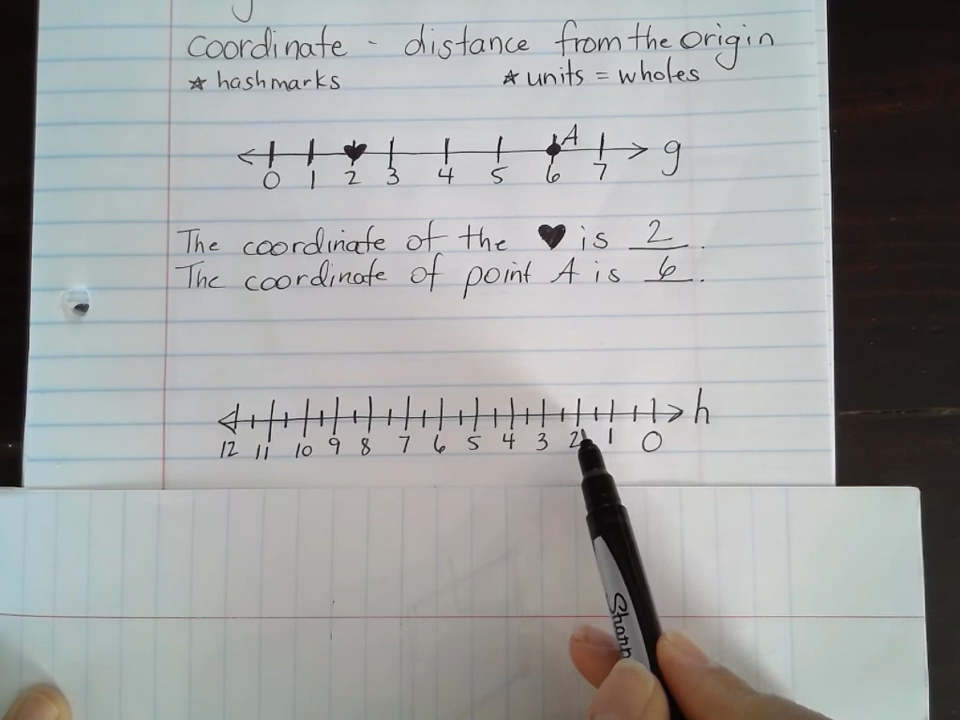 coordinate - distance from the origin
* hashmarks * units = wholes
A
g
0 1 2 3 4 5 6 7
The coordinate of the ♥ is 2.
The coordinate of point A is 6.
h
12 11 10 9 8 7 6 5 4 3 2 1 0
Sharp